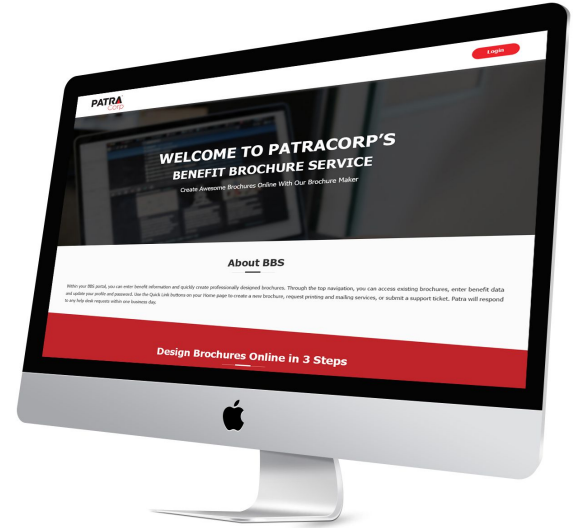 Login
PATRA
Corp
WELCOME TO PATRACORP'S
BENEFIT BROCHURE SERVICE
Create Awesome Brochures Online With Our Brochure Maker
About BBS
Within your BBS portal, you can enter benefit information and quickly create professionally designed brochures. Through the top navigation, you can access existing brochures, enter benefit data
and update your profile and password. Use the Quick Link buttons on your Home page to create a new brochure, request printing and mailing services, or submit a support ticket. Patra will respond
to any help desk requests within one business day.
Design Brochures Online in 3 Steps